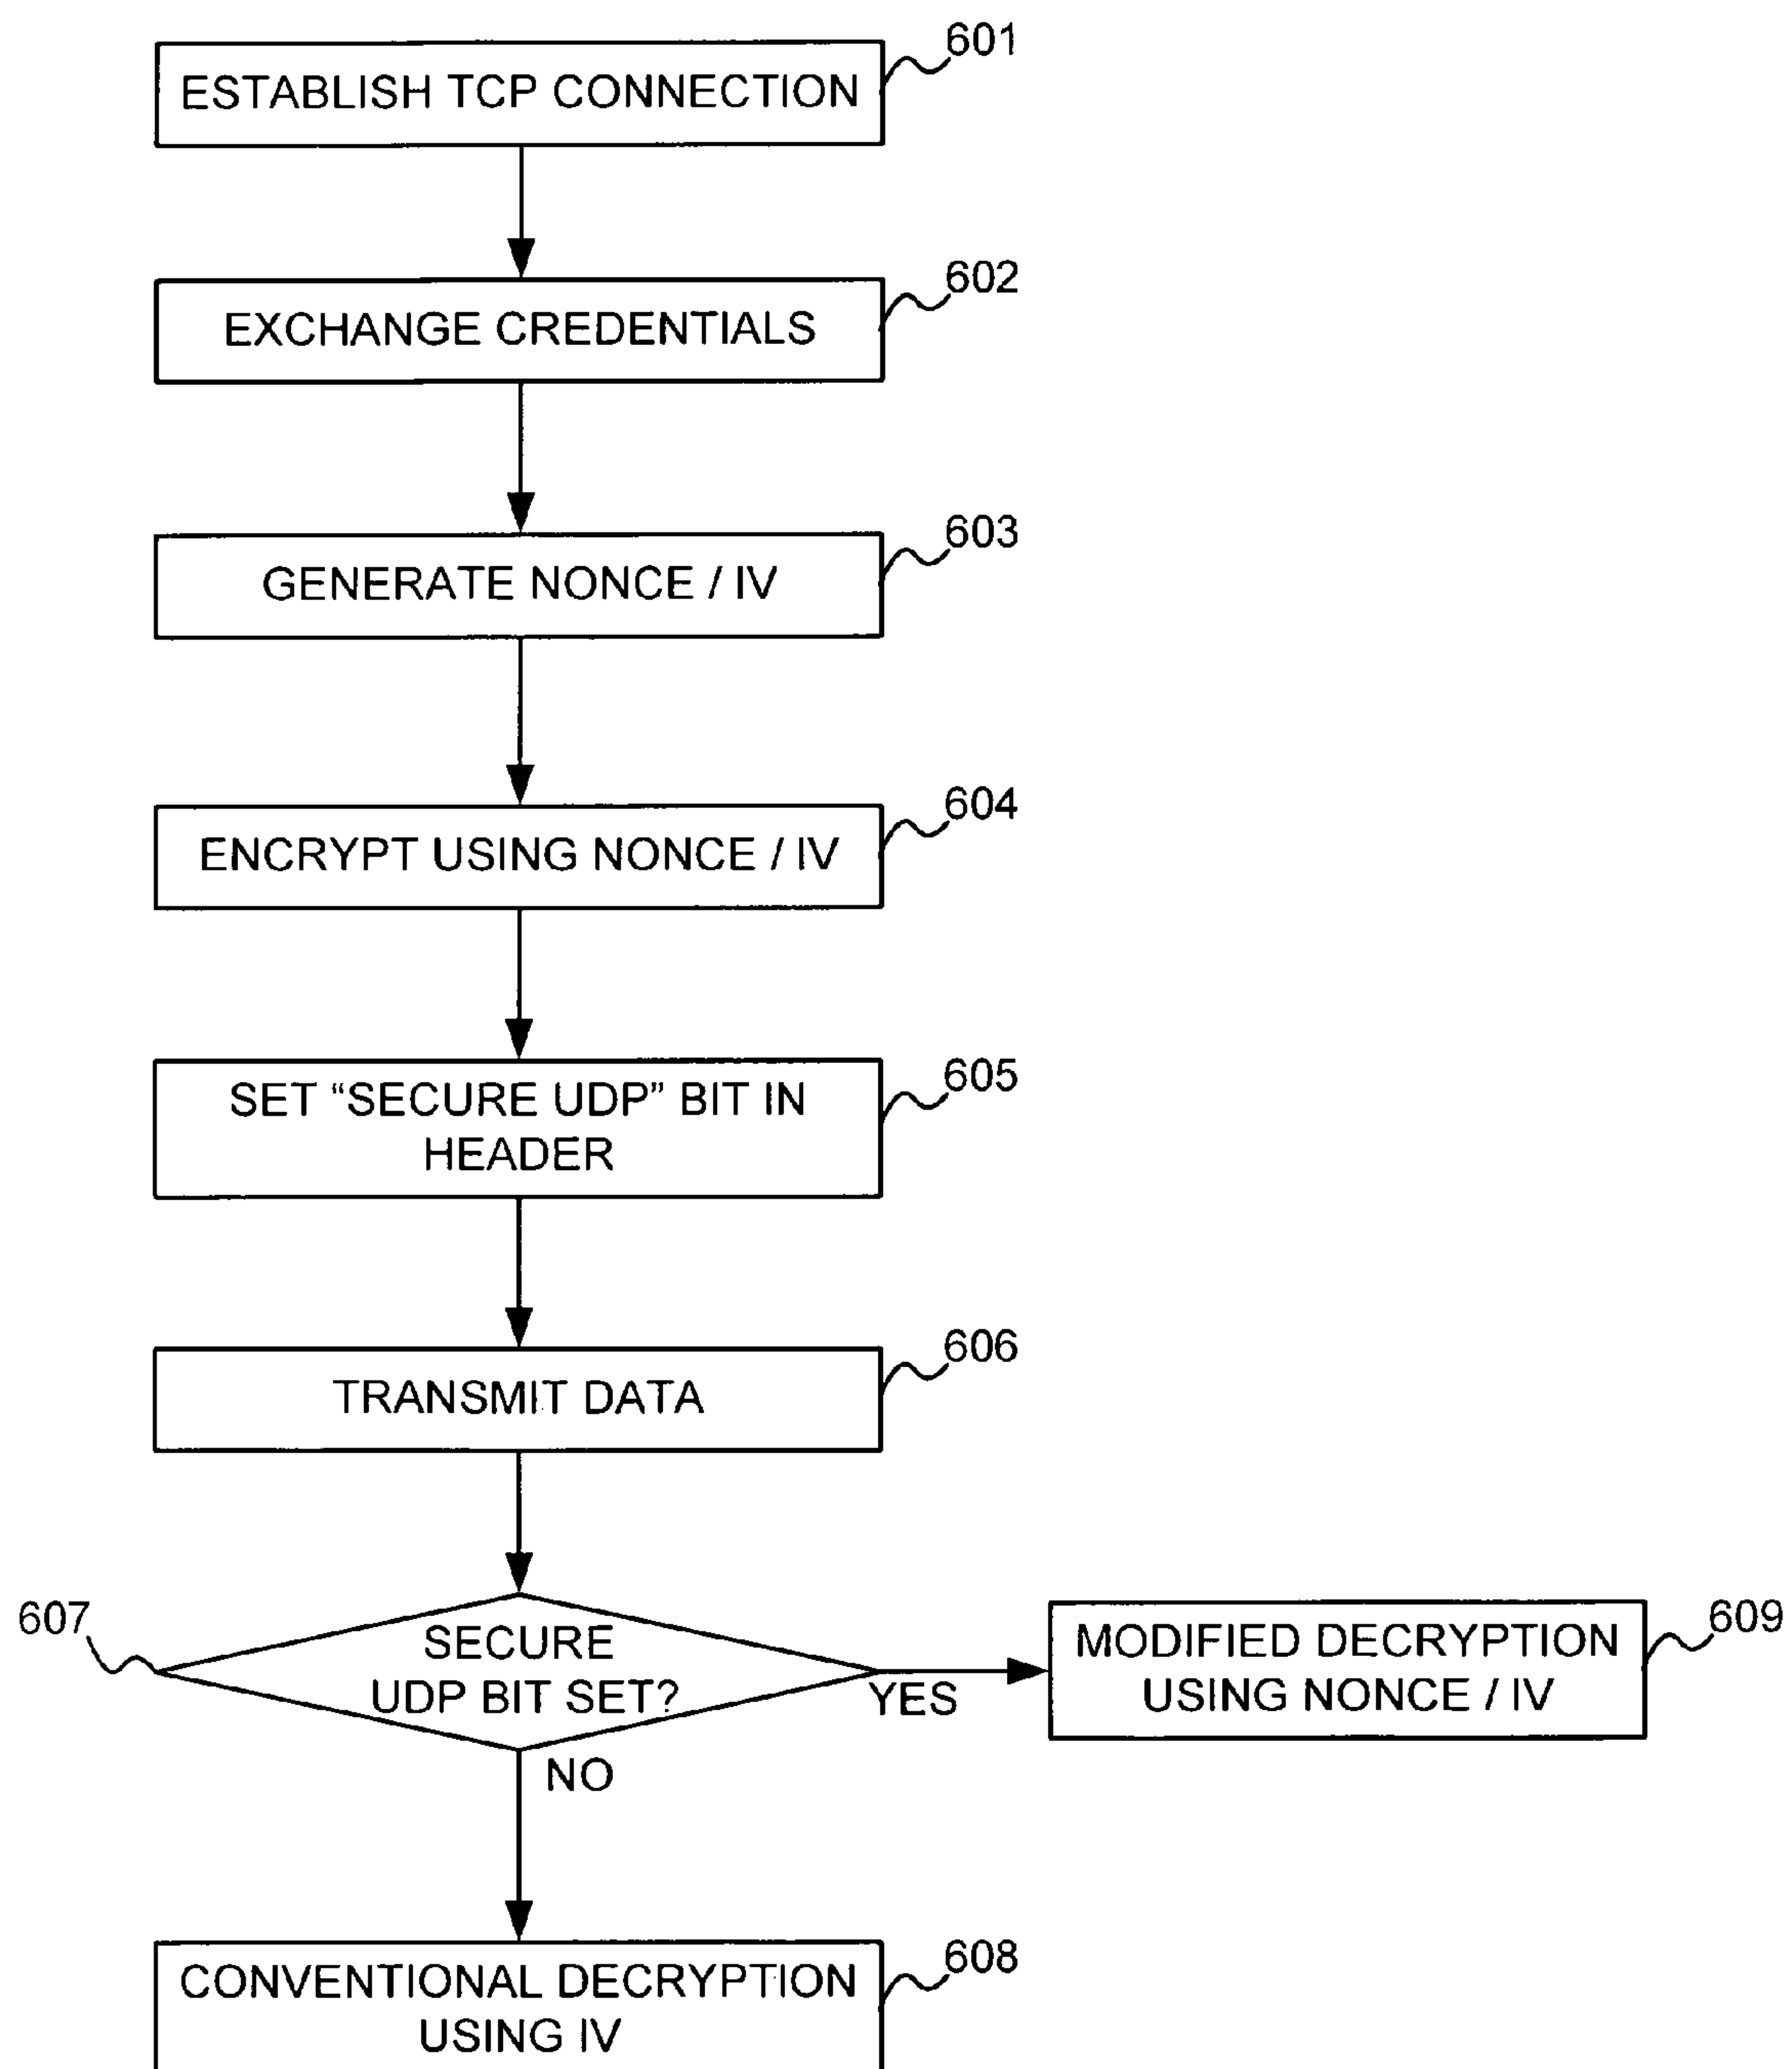 601
ESTABLISH TCP CONNECTION
602
EXCHANGE CREDENTIALS
603
GENERATE NONCE / IV
604
ENCRYPT USING NONCE / IV
605
SET “SECURE UDP” BIT IN
HEADER
606
TRANSMIT DATA
607
SECURE
UDP BIT SET?
YES
609
MODIFIED DECRYPTION
USING NONCE / IV
NO
608
CONVENTIONAL DECRYPTION
USING IV